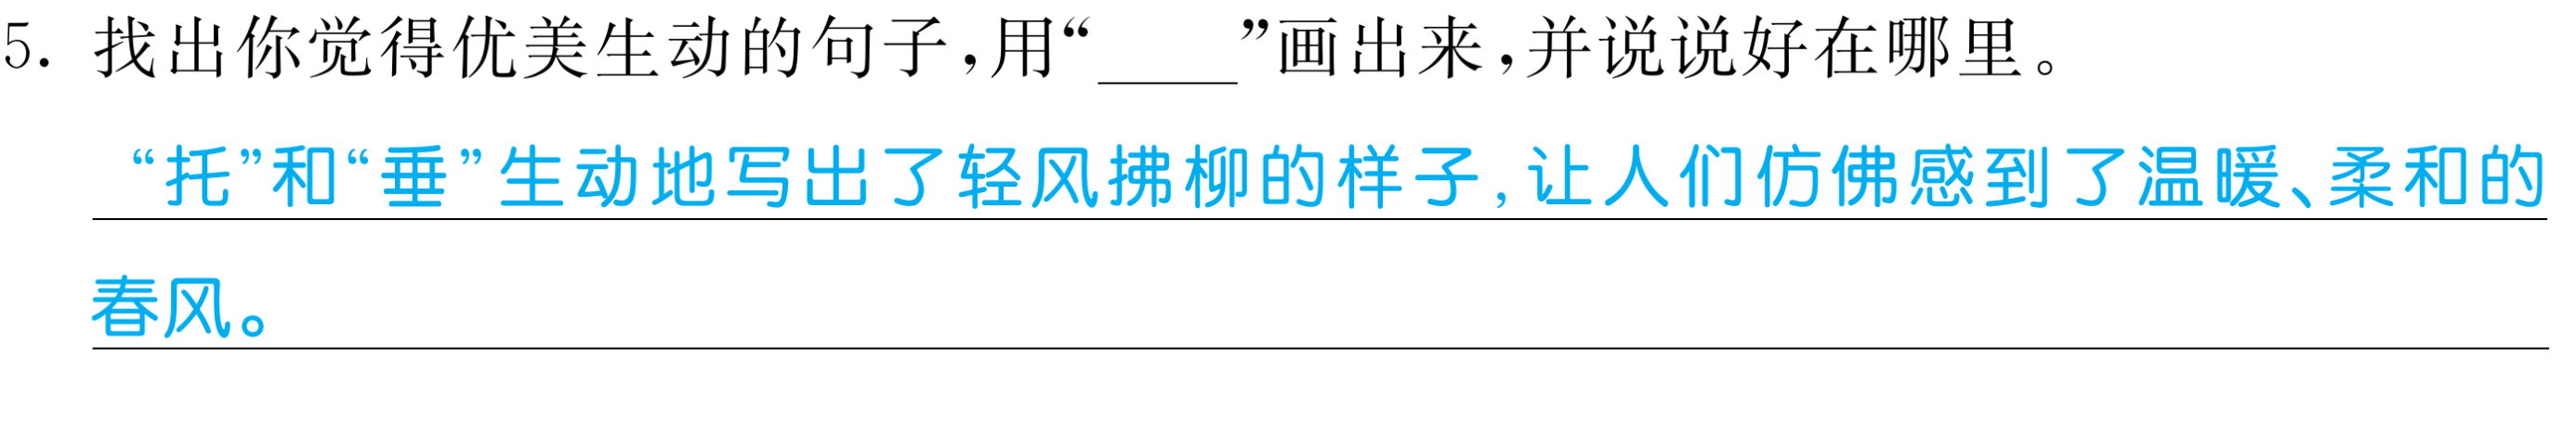 5. 找出你觉得优美生动的句子,用“____”画出来,并说说好在哪里。
“托”和“垂”生动地写出了轻风拂柳的样子,让人们仿佛感到了温暖、柔和的
春风。